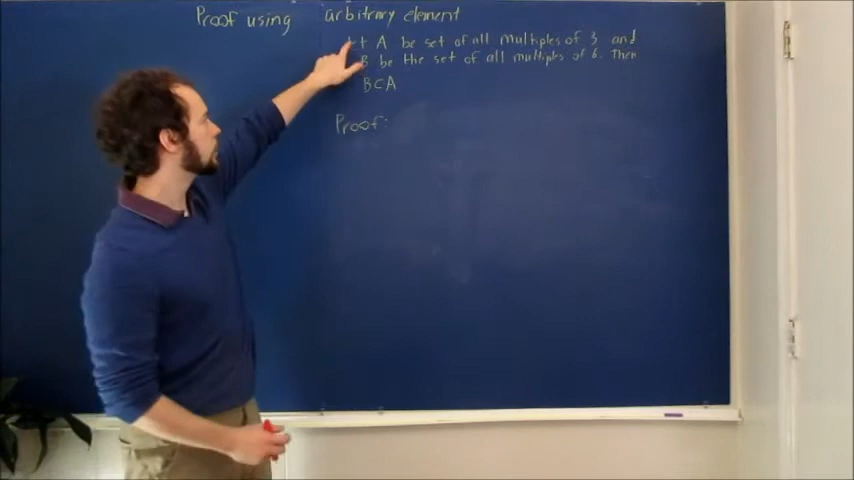 Proof using arbitrary element
A be set of all multiples of 3 and
B be the set of all multiples of 6. Then
B⊂A
Proof: